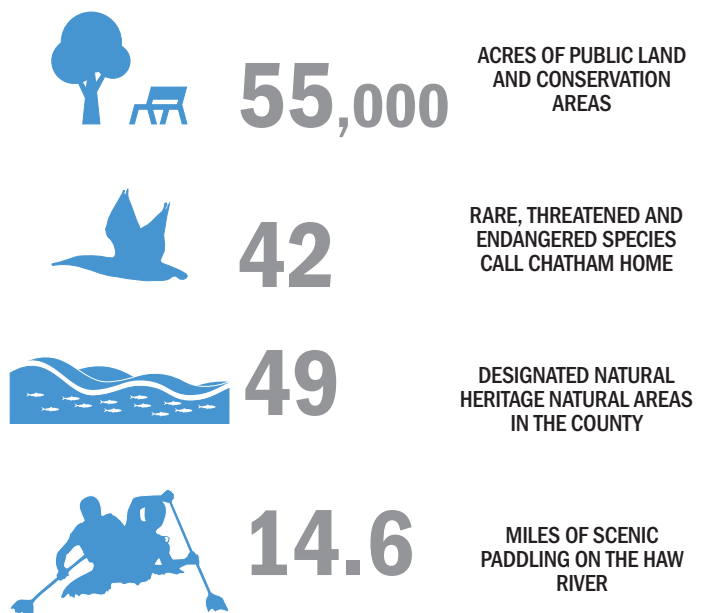 55,000
ACRES OF PUBLIC LAND
AND CONSERVATION
AREAS
42
RARE, THREATENED AND
ENDANGERED SPECIES
CALL CHATHAM HOME
49
DESIGNATED NATURAL
HERITAGE NATURAL AREAS
IN THE COUNTY
14.6
MILES OF SCENIC
PADDLING ON THE HAW
RIVER